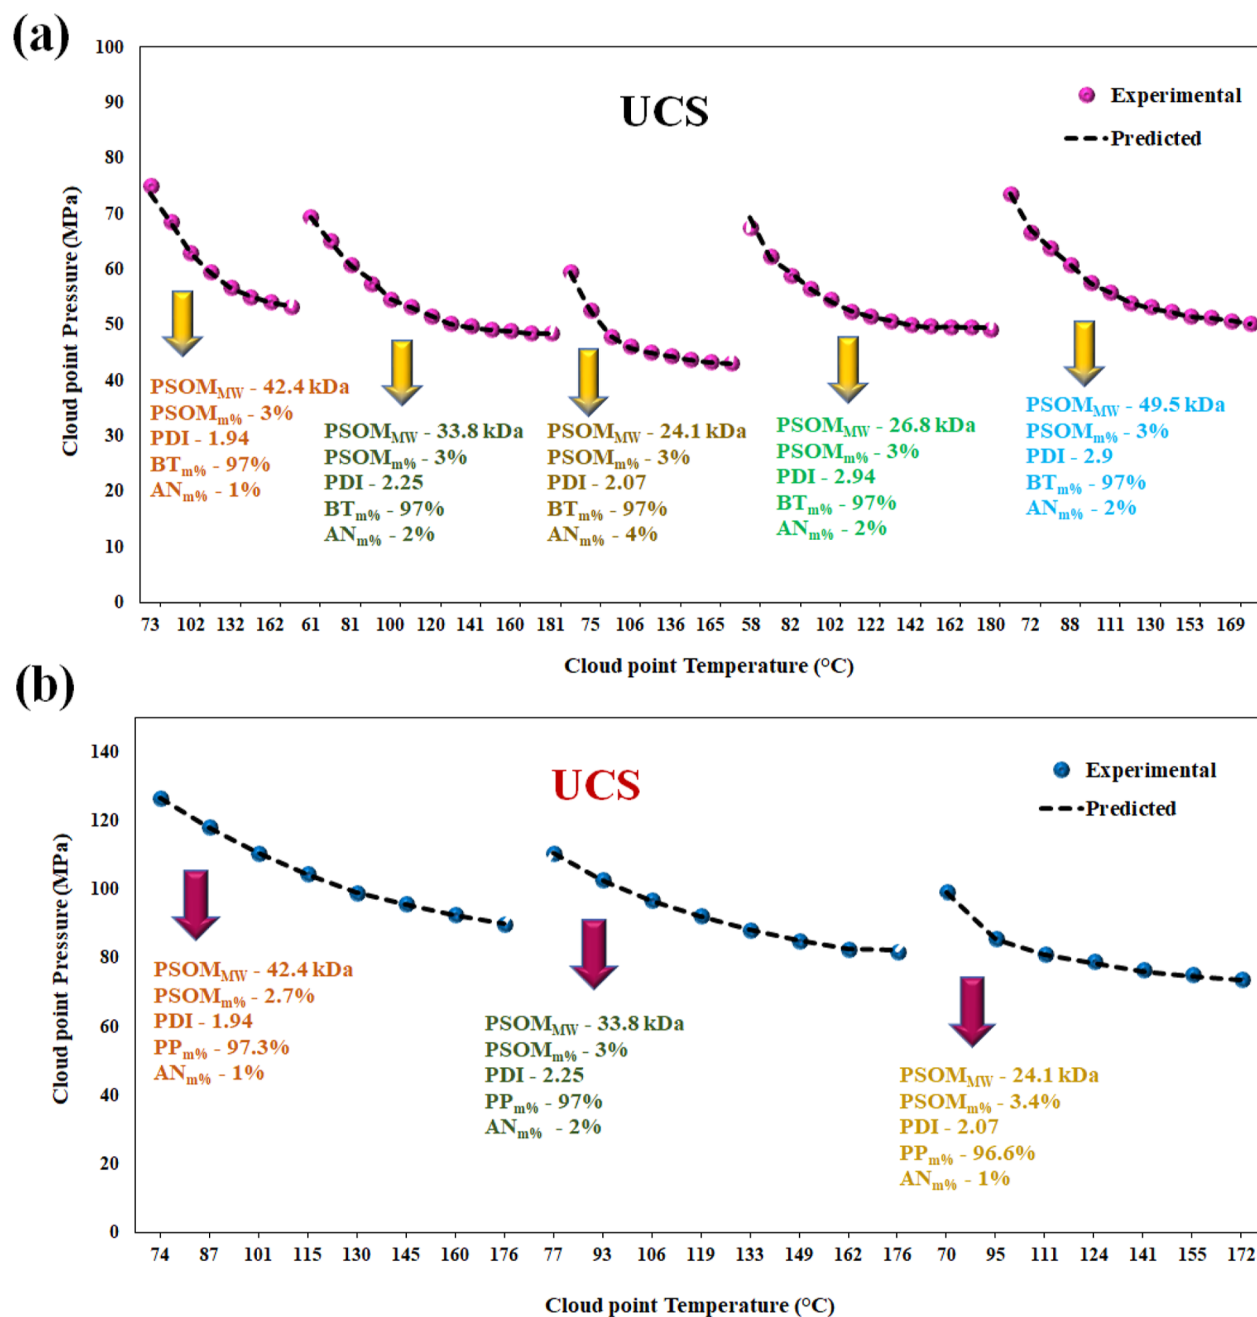 (a)
100
90
80
70
60
50
40
30
20
10
0
Cloud point Pressure (MPa)
UCS
Experimental
Predicted
PSOM_MW - 42.4 kDa
PSOM_m% - 3%
PDI - 1.94
BT_m% - 97%
AN_m% - 1%
PSOM_MW - 33.8 kDa
PSOM_m% - 3%
PDI - 2.25
BT_m% - 97%
AN_m% - 2%
PSOM_MW - 24.1 kDa
PSOM_m% - 3%
PDI - 2.07
BT_m% - 97%
AN_m% - 4%
PSOM_MW - 26.8 kDa
PSOM_m% - 3%
PDI - 2.94
BT_m% - 97%
AN_m% - 2%
PSOM_MW - 49.5 kDa
PSOM_m% - 3%
PDI - 2.9
BT_m% - 97%
AN_m% - 2%
73 102 132 162 61 81 100 120 141 160 181 75 106 136 165 58 82 102 122 142 162 180 72 88 111 130 153 169
Cloud point Temperature (°C)
(b)
140
120
100
80
60
40
20
0
Cloud point Pressure (MPa)
UCS
Experimental
Predicted
PSOM_MW - 42.4 kDa
PSOM_m% - 2.7%
PDI - 1.94
PP_m% - 97.3%
AN_m% - 1%
PSOM_MW - 33.8 kDa
PSOM_m% - 3%
PDI - 2.25
PP_m% - 97%
AN_m% - 2%
PSOM_MW - 24.1 kDa
PSOM_m% - 3.4%
PDI - 2.07
PP_m% - 96.6%
AN_m% - 1%
74 87 101 115 130 145 160 176 77 93 106 119 133 149 162 176 70 95 111 124 141 155 172
Cloud point Temperature (°C)